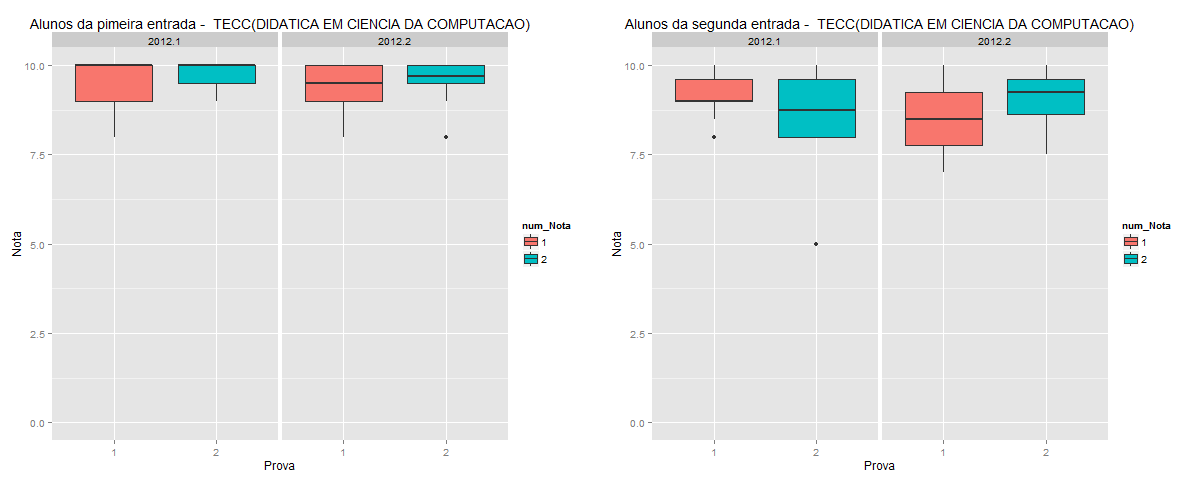 Alunos da pimeira entrada - TECC(DIDATICA EM CIENCIA DA COMPUTACAO)
2012.1 2012.2
10.0
7.5
5.0
2.5
0.0
Nota
1 2 1 2
Prova
num_Nota
1
2
Alunos da segunda entrada - TECC(DIDATICA EM CIENCIA DA COMPUTACAO)
2012.1 2012.2
10.0
7.5
5.0
2.5
0.0
Nota
1 2 1 2
Prova
num_Nota
1
2